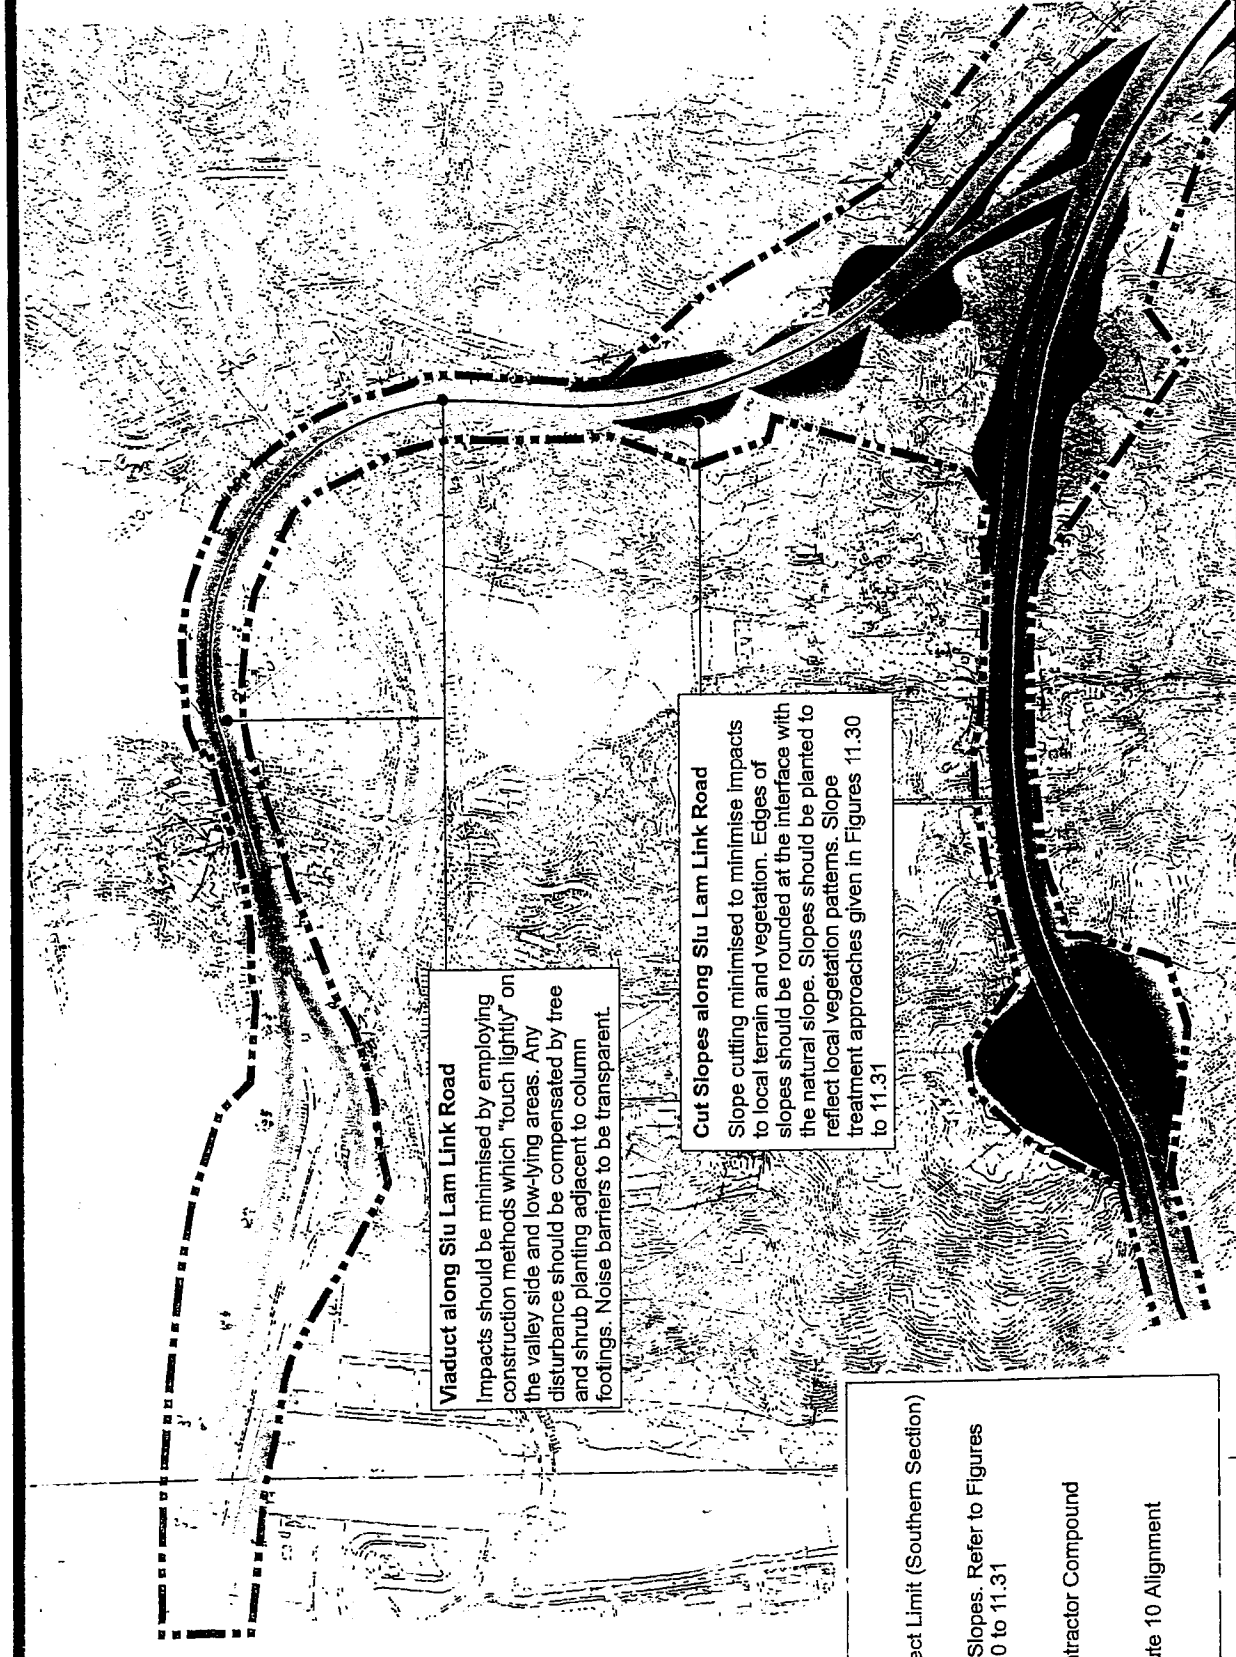 Viaduct along Siu Lam Link Road
Impacts should be minimised by employing
construction methods which "touch lightly" on
the valley side and low-lying areas. Any
disturbance should be compensated by tree
and shrub planting adjacent to column
footings. Noise barriers to be transparent.
Cut Slopes along Siu Lam Link Road
Slope cutting minimised to minimise impacts
to local terrain and vegetation. Edges of
slopes should be rounded at the interface with
the natural slope. Slopes should be planted to
reflect local vegetation patterns. Slope
treatment approaches given in Figures 11.30
to 11.31
ect Limit (Southern Section)
Slopes. Refer to Figures
0 to 11.31
tractor Compound
te 10 Alignment